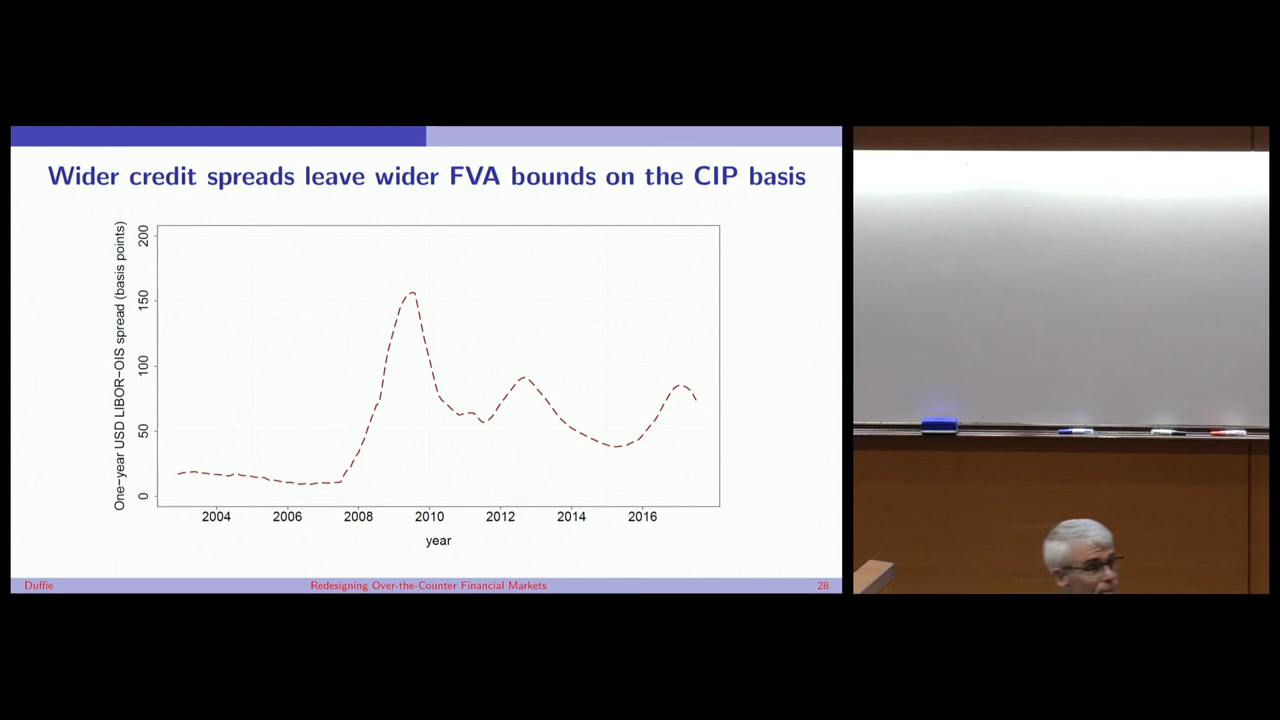 Wider credit spreads leave wider FVA bounds on the CIP basis
One−year USD LIBOR−OIS spread (basis points)
200
150
100
50
0
2004 2006 2008 2010 2012 2014 2016
year
Duffie Redesigning Over-the-Counter Financial Markets 28